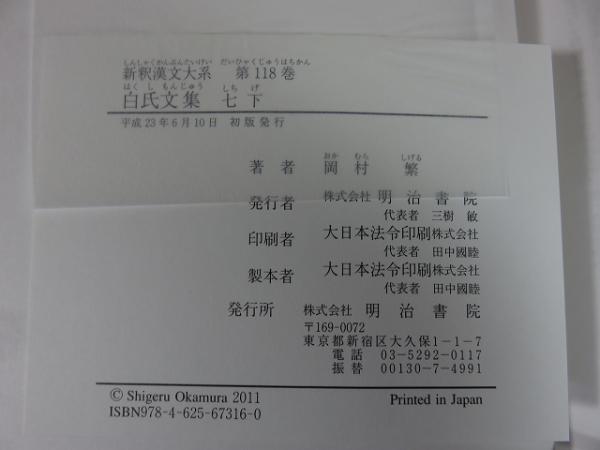 しんしゃくかんぶんたいけい だいひゃくじゅうはちかん
新釈漢文大系 第118巻
はくしもんじゅう しちげ
白氏文集 七下
平成23年6月10日 初版発行
おかむら しげる
著者 岡村 繁
発行者 株式会社 明治書院
代表者 三樹 敏
印刷者 大日本法令印刷株式会社
代表者 田中國睦
製本者 大日本法令印刷株式会社
代表者 田中國睦
発行所 株式会社 明治書院
〒169-0072
東京都新宿区大久保1-1-7
電話 03-5292-0117
振替 00130-7-4991
© Shigeru Okamura 2011
ISBN978-4-625-67316-0
Printed in Japan